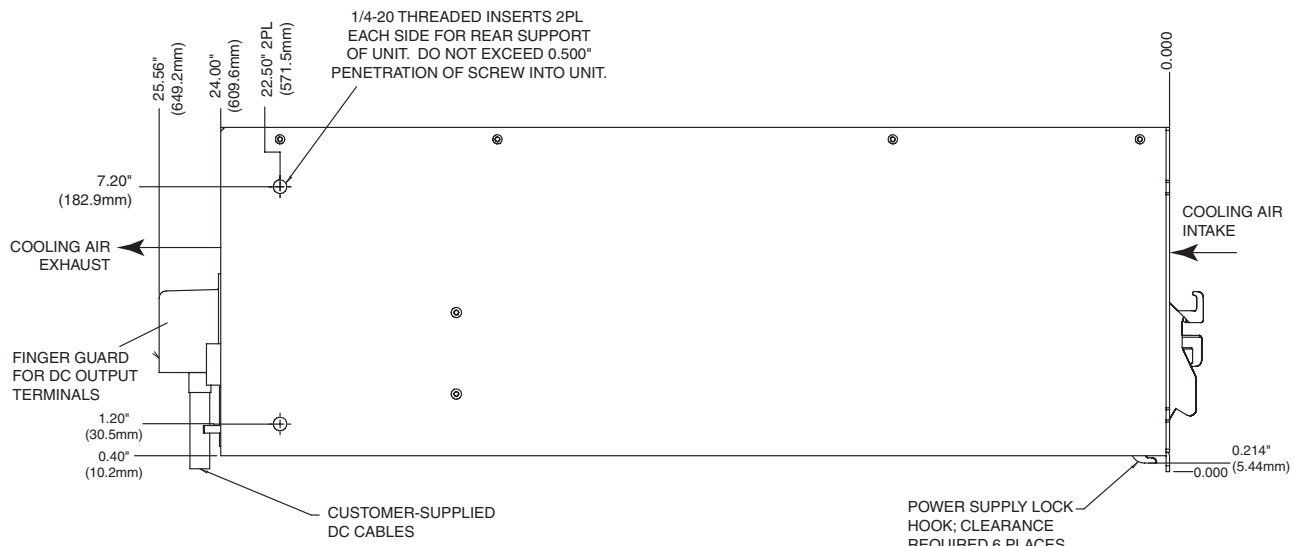 1/4-20 THREADED INSERTS 2PL
EACH SIDE FOR REAR SUPPORT
OF UNIT.  DO NOT EXCEED 0.500"
PENETRATION OF SCREW INTO UNIT.
25.56"
(649.2mm)
24.00"
(609.6mm)
22.50" 2PL
(571.5mm)
0.000
7.20"
(182.9mm)
COOLING AIR
EXHAUST
COOLING AIR
INTAKE
FINGER GUARD
FOR DC OUTPUT
TERMINALS
1.20"
(30.5mm)
0.40"
(10.2mm)
0.214"
(5.44mm)
0.000
CUSTOMER-SUPPLIED
DC CABLES
POWER SUPPLY LOCK
HOOK; CLEARANCE
REQUIRED 6 PLACES